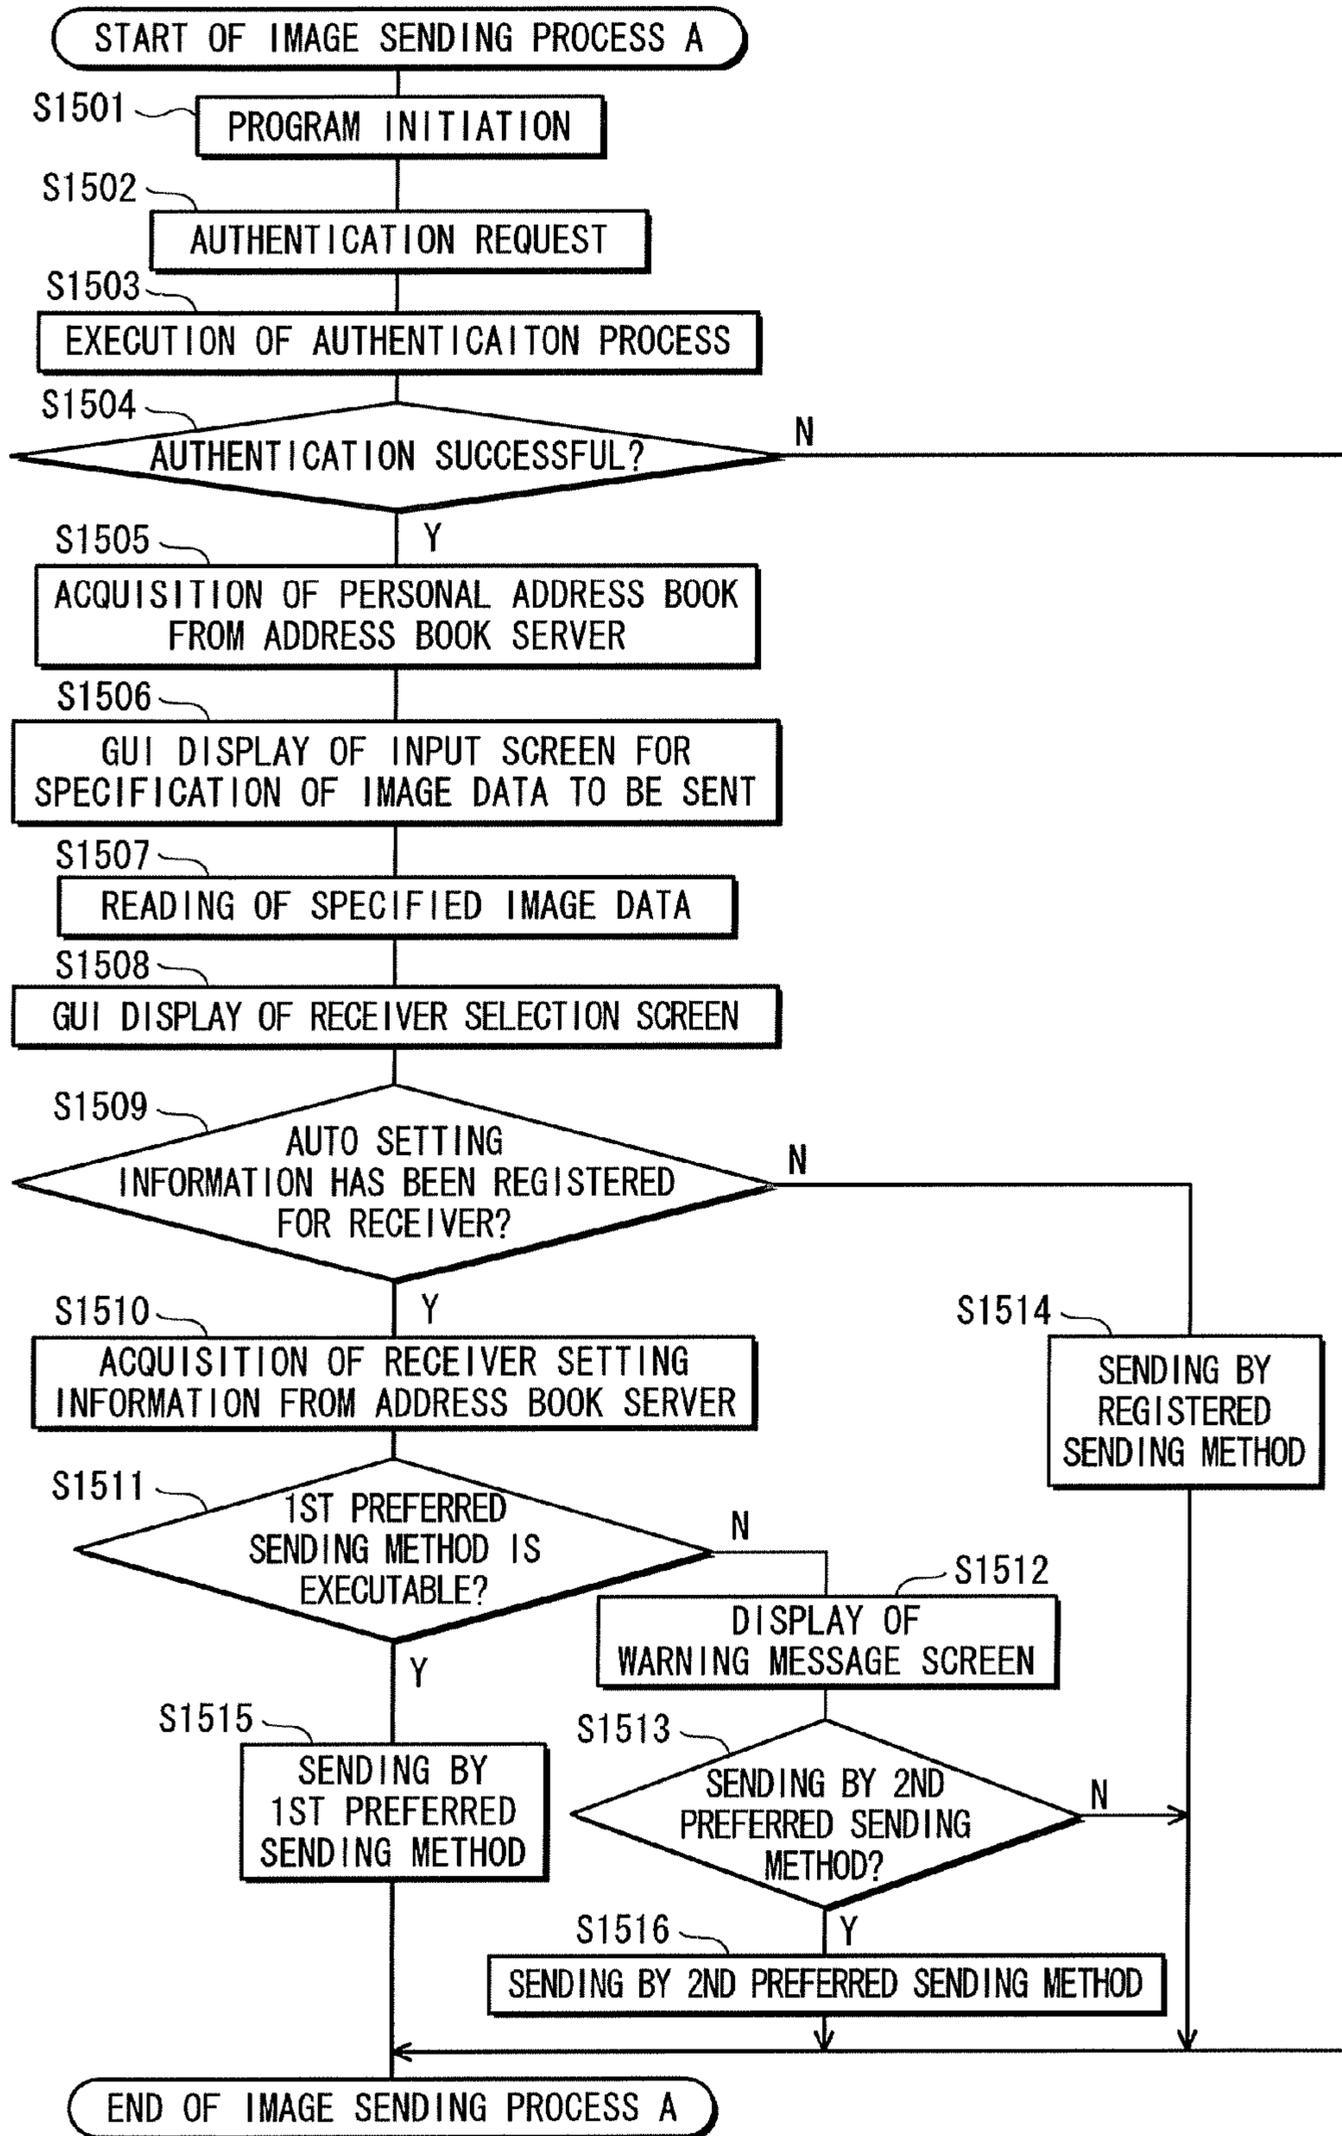 START OF IMAGE SENDING PROCESS A
S1501
PROGRAM INITIATION
S1502
AUTHENTICATION REQUEST
S1503
EXECUTION OF AUTHENTICAITON PROCESS
S1504
AUTHENTICATION SUCCESSFUL?
N
Y
S1505
ACQUISITION OF PERSONAL ADDRESS BOOK
FROM ADDRESS BOOK SERVER
S1506
GUI DISPLAY OF INPUT SCREEN FOR
SPECIFICATION OF IMAGE DATA TO BE SENT
S1507
READING OF SPECIFIED IMAGE DATA
S1508
GUI DISPLAY OF RECEIVER SELECTION SCREEN
S1509
AUTO SETTING
INFORMATION HAS BEEN REGISTERED
FOR RECEIVER?
N
Y
S1510
ACQUISITION OF RECEIVER SETTING
INFORMATION FROM ADDRESS BOOK SERVER
S1514
SENDING BY
REGISTERED
SENDING METHOD
S1511
1ST PREFERRED
SENDING METHOD IS
EXECUTABLE?
N
Y
S1512
DISPLAY OF
WARNING MESSAGE SCREEN
S1515
SENDING BY
1ST PREFERRED
SENDING METHOD
S1513
SENDING BY 2ND
PREFERRED SENDING
METHOD?
N
Y
S1516
SENDING BY 2ND PREFERRED SENDING METHOD
END OF IMAGE SENDING PROCESS A